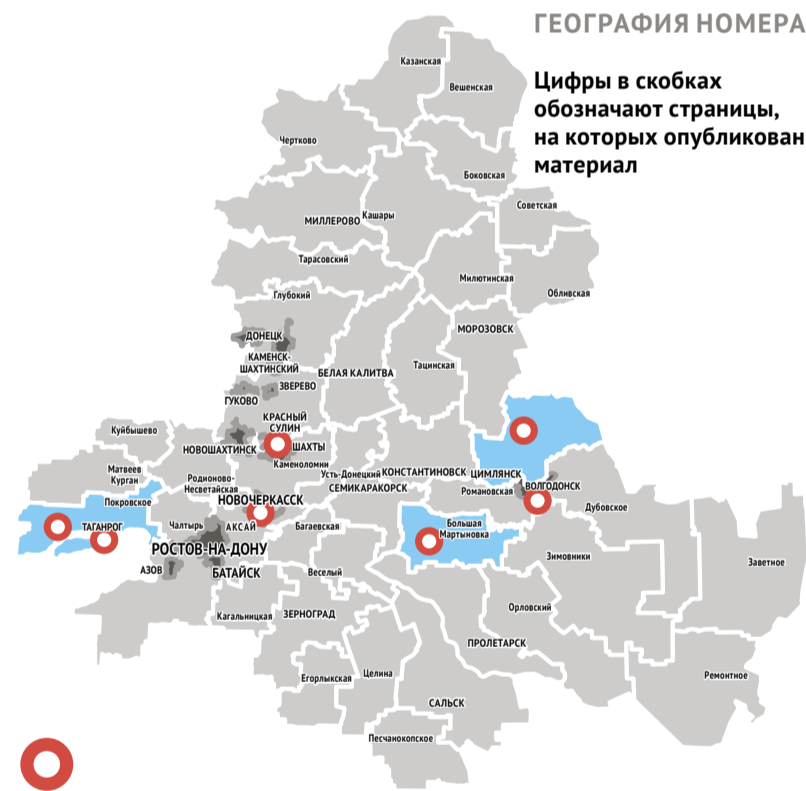 ГЕОГРАФИЯ НОМЕРА
Цифры в скобках
обозначают страницы,
на которых опубликован
материал
Казанская
Вешенская
Чертково
Боковская
Советская
МИЛЛЕРОВО
Кашары
Тарасовский
Милютинская
Обливская
Глубокий
МОРОЗОВСК
ДОНЕЦК
КАМЕНСК-
ШАХТИНСКИЙ
БЕЛАЯ КАЛИТВА
Тацинская
ЗВЕРЕВО
ГУКОВО
КРАСНЫЙ
СУЛИН
Куйбышево
НОВОШАХТИНСК
ШАХТЫ
Каменоломни
Матвеев
Курган
Родионово-
Несветайская
Усть-Донецкий
КОНСТАНТИНОВСК
ЦИМЛЯНСК
СЕМИКАРАКОРСК
Романовская
ВОЛГОДОНСК
Покровское
НОВОЧЕРКАССК
Дубовское
ТАГАНРОГ
Чалтырь
АКСАЙ
Багаевская
Большая
Мартыновка
РОСТОВ-НА-ДОНУ
Зимовники
Заветное
АЗОВ
БАТАЙСК
Веселый
Кагальницкая
ЗЕРНОГРАД
Орловский
ПРОЛЕТАРСК
Егорлыкская
Целина
Ремонтное
САЛЬСК
Песчанокопское